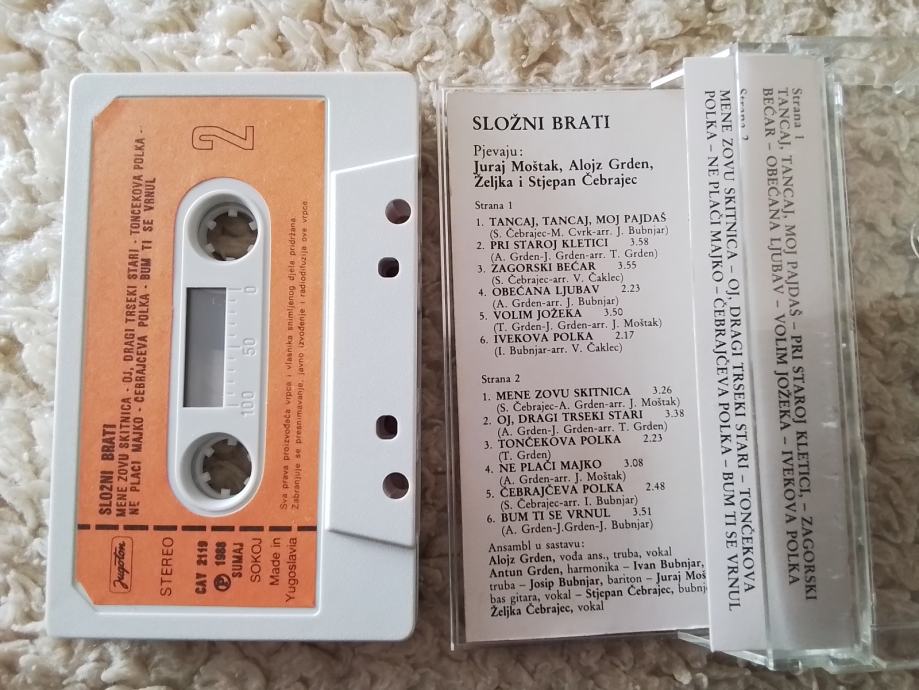 2
SLOŽNI BRATI
MENE ZOVU SKITNICA - OJ, DRAGI TRSEKI STARI - TONČEKOVA POLKA -
NE PLAČI MAJKO - ČEBRAJČEVA POLKA - BUM TI SE VRNUL
0
50
100
Sva prava proizvođača vrpce i vlasnika snimljenog djela pridržana.
Zabranjuje se presnimavanje, javno izvođenje i radiodifuzija ove vrpce.
Jugoton
STEREO
CAY 2119
Ⓟ 1988
SUMAJ
SOKOJ
Made in
Yugoslavia
SLOŽNI BRATI
Pjevaju:
Juraj Moštak, Alojz Grden,
Željka i Stjepan Čebrajec
Strana 1
1. TANCAJ, TANCAJ, MOJ PAJDAŠ
(S. Čebrajec-M. Cvrk-arr. J. Bubnjar)
2. PRI STAROJ KLETICI 3.58
(A. Grden-J. Grden-arr. T. Grden)
3. ZAGORSKI BEČAR 3.55
(S. Čebrajec-arr. V. Čaklec)
4. OBEČANA LJUBAV 2.23
(A. Grden-arr. J. Bubnjar)
5. VOLIM JOŽEKA 3.50
(T. Grden-J. Grden-arr. J. Moštak)
6. IVEKOVA POLKA 2.17
(I. Bubnjar-arr. V. Čaklec)
Strana 2
1. MENE ZOVU SKITNICA 3.26
(S. Čebrajec-A. Grden-arr. J. Moštak)
2. OJ, DRAGI TRSEKI STARI 3.38
(A. Grden-J. Grden-arr. T. Grden)
3. TONČEKOVA POLKA 2.23
(T. Grden)
4. NE PLAČI MAJKO 3.08
(A. Grden-arr. J. Moštak)
5. ČEBRAJČEVA POLKA 2.48
(S. Čebrajec-arr. I. Bubnjar)
6. BUM TI SE VRNUL 3.51
(A. Grden-J.Grden-J. Bubnjar)
Ansambl u sastavu:
Alojz Grden, vođa ans., truba, vokal
Antun Grden, harmonika – Ivan Bubnjar,
truba – Josip Bubnjar, bariton – Juraj Moš
bas gitara, vokal – Stjepan Čebrajec, bubnj
Željka Čebrajec, vokal
Strana 1
TANCAJ, TANCAJ, MOJ PAJDAŠ – PRI STAROJ KLETICI, – ZAGORSKI
BEČAR – OBEČANA LJUBAV – VOLIM JOŽEKA – IVEKOVA POLKA
Strana 2
MENE ZOVU SKITNICA – OJ, DRAGI TRSEKI STARI – TONČEKOVA
POLKA – NE PLAČI MAJKO – ČEBRAJČEVA POLKA – BUM TI SE VRNUL